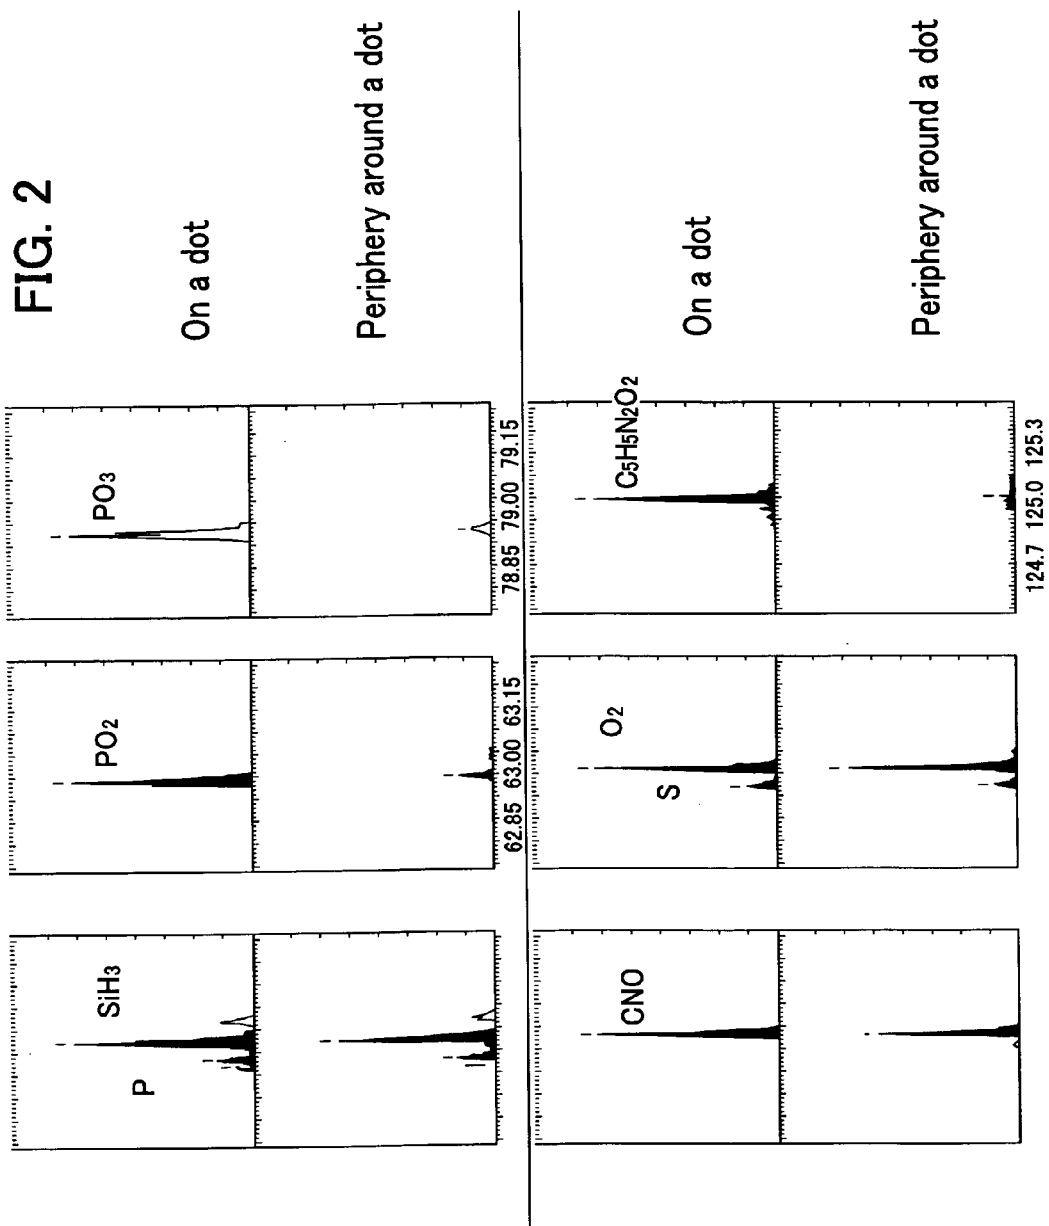 FIG. 2
P
SiH3
PO2
PO3
On a dot
Periphery around a dot
62.85 63.00 63.15
78.85 79.00 79.15
CNO
S
O2
C5H5N2O2
On a dot
Periphery around a dot
124.7 125.0 125.3